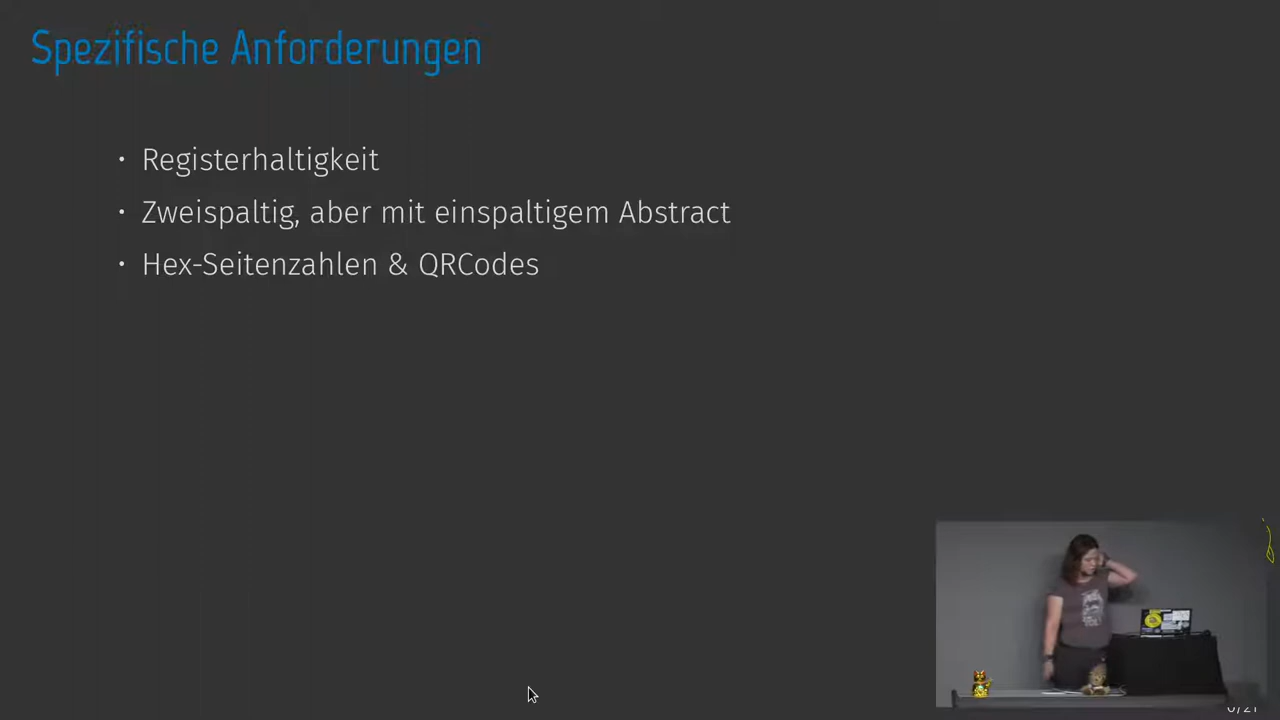 Spezifische Anforderungen
• Registerhaltigkeit
• Zweispaltig, aber mit einspaltigem Abstract
• Hex-Seitenzahlen & QRCodes